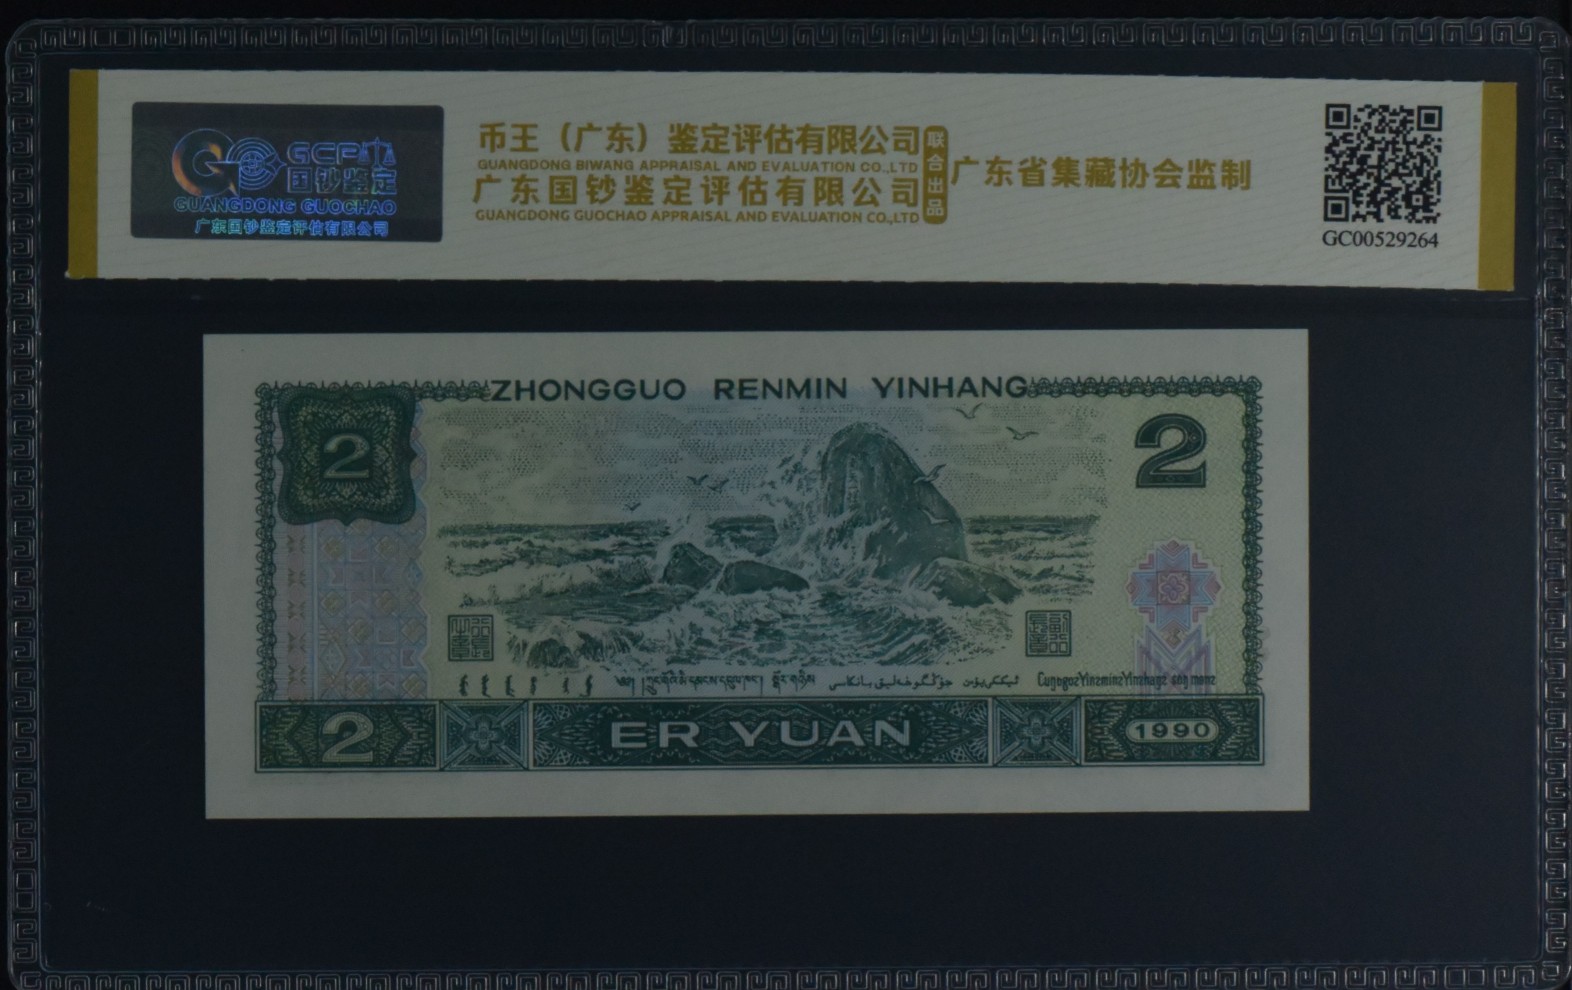 GCP
国钞鉴定
GUANGDONG GUOCHAO
广东国钞鉴定评估有限公司
币王（广东）鉴定评估有限公司
GUANGDONG BIWANG APPRAISAL AND EVALUATION CO.,LTD
广东国钞鉴定评估有限公司
GUANGDONG GUOCHAO APPRAISAL AND EVALUATION CO.,LTD
联合出品
广东省集藏协会监制
GC00529264
ZHONGGUO RENMIN YINHANG
2
2
Cuŋƅgoƨ Yinƨminƨ Yinƨhaŋƨ
2
ER YUAN
1990